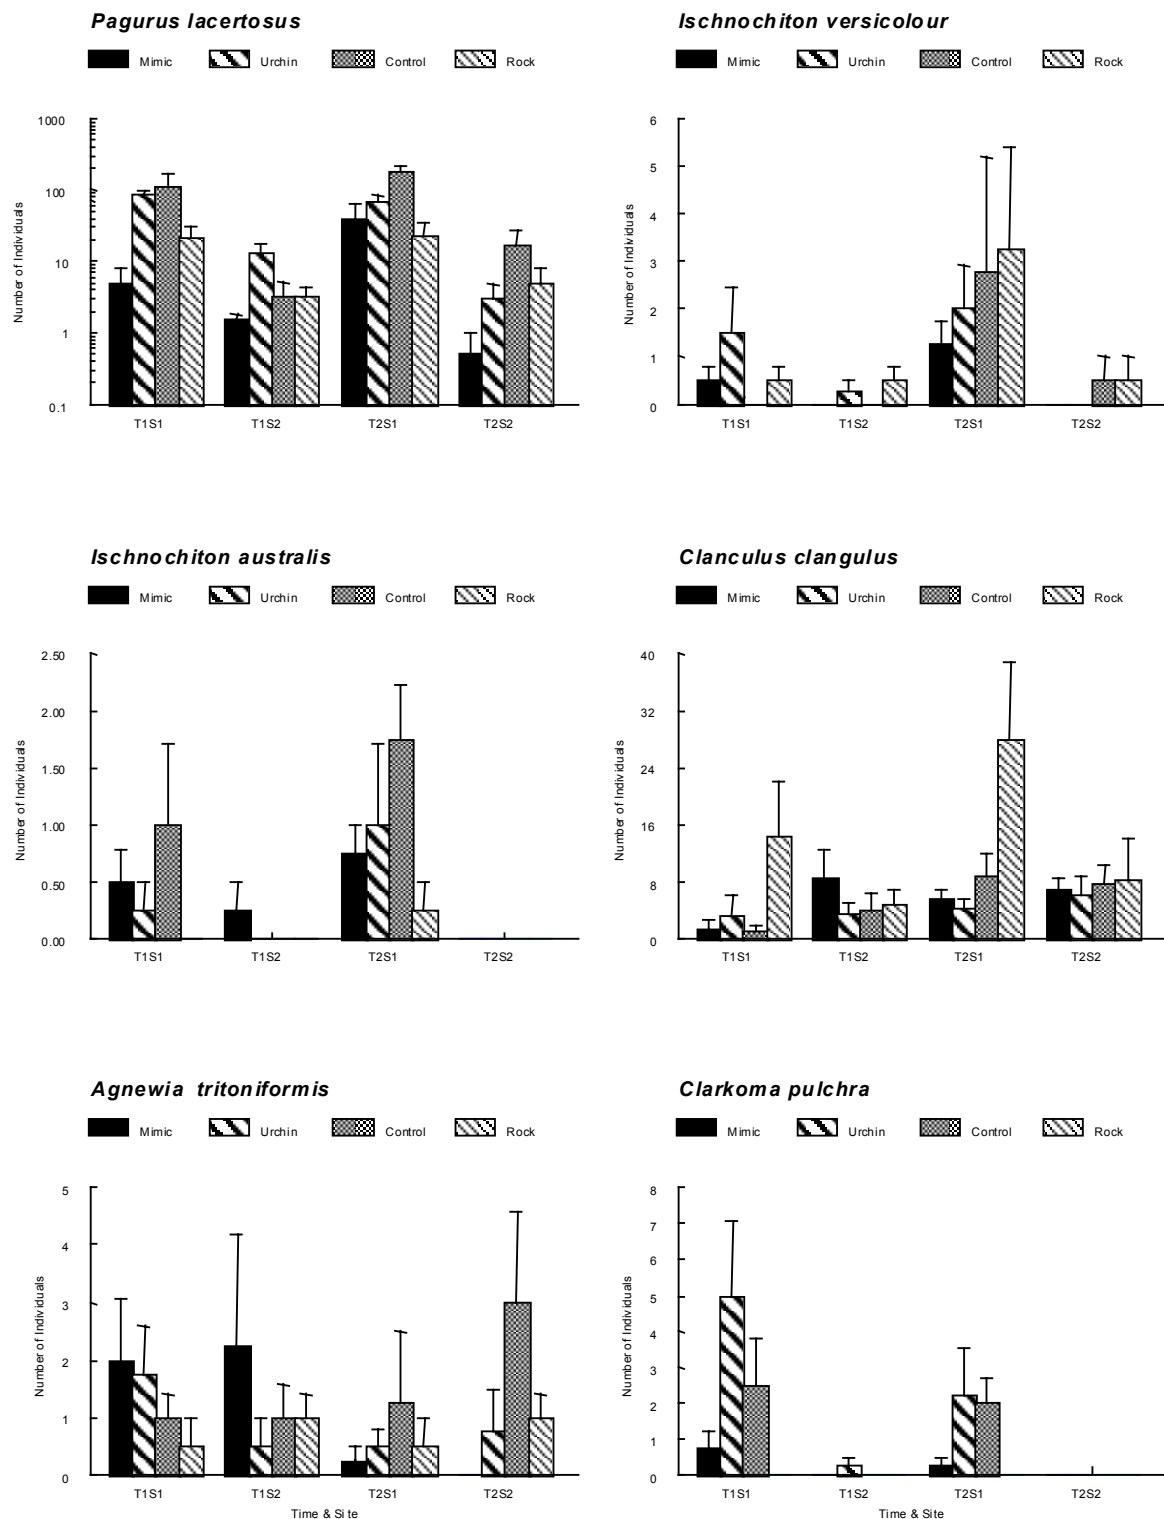 Pagurus lacertosus
Mimic Urchin Control Rock
Number of Individuals
1000
100
10
1
0.1
T1S1 T1S2 T2S1 T2S2
Ischnochiton versicolour
Mimic Urchin Control Rock
Number of Individuals
6
5
4
3
2
1
0
T1S1 T1S2 T2S1 T2S2
Ischnochiton australis
Mimic Urchin Control Rock
Number of Individuals
2.50
2.00
1.50
1.00
0.50
0.00
T1S1 T1S2 T2S1 T2S2
Clanculus clangulus
Mimic Urchin Control Rock
Number of Individuals
40
32
24
16
8
0
T1S1 T1S2 T2S1 T2S2
Agnewia tritoniformis
Mimic Urchin Control Rock
Number of Individuals
5
4
3
2
1
0
T1S1 T1S2 T2S1 T2S2
Time & Site
Clarkoma pulchra
Mimic Urchin Control Rock
Number of Individuals
8
7
6
5
4
3
2
1
0
T1S1 T1S2 T2S1 T2S2
Time & Site